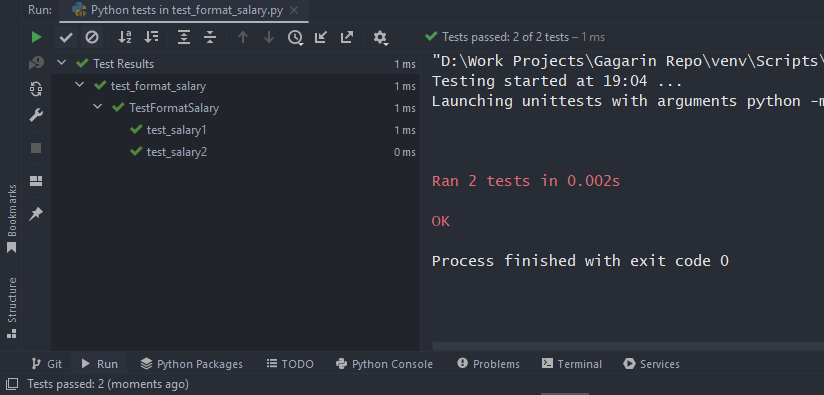 Run: Python tests in test_format_salary.py
Tests passed: 2 of 2 tests – 1 ms
Test Results 1 ms
test_format_salary 1 ms
TestFormatSalary 1 ms
test_salary1 1 ms
test_salary2 0 ms
"D:\Work Projects\Gagarin Repo\venv\Scripts\
Testing started at 19:04 ...
Launching unittests with arguments python -m
Ran 2 tests in 0.002s
OK
Process finished with exit code 0
Bookmarks
Structure
Git Run Python Packages TODO Python Console Problems Terminal Services
Tests passed: 2 (moments ago)